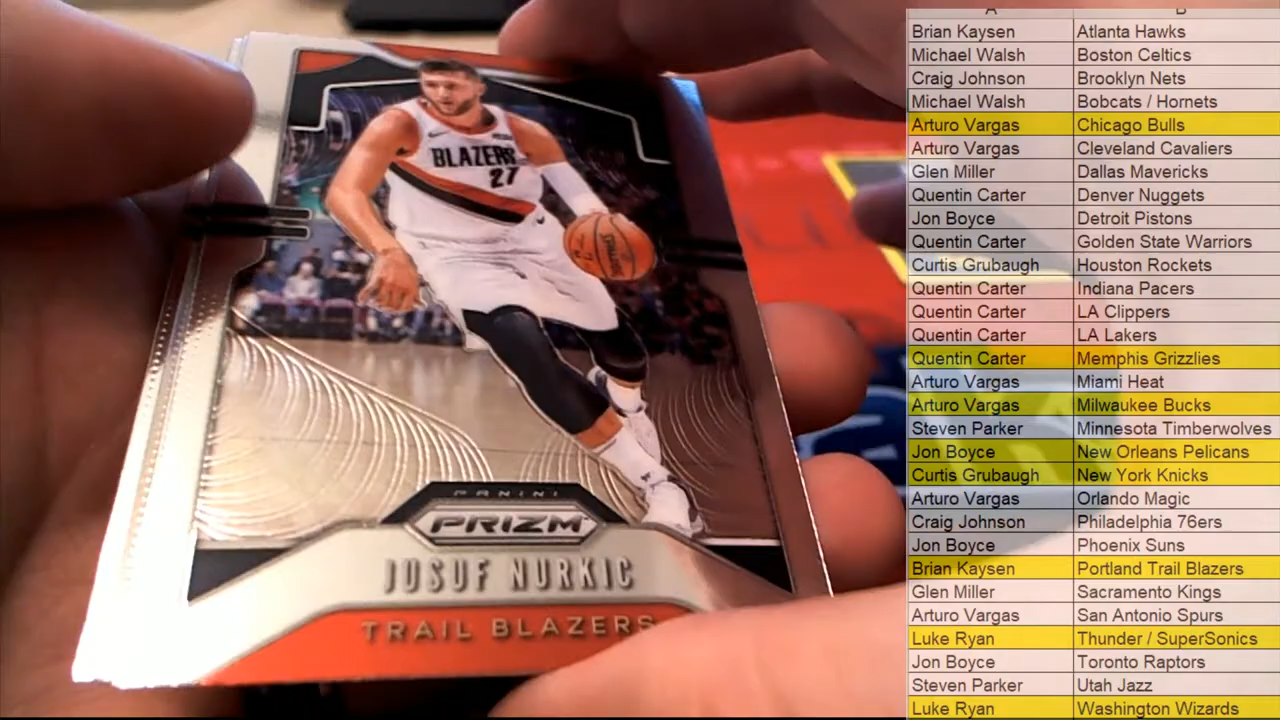 BLAZERS
27
PANINI
PRIZM
JUSUF NURKIC
TRAIL BLAZERS
A B
Brian Kaysen Atlanta Hawks
Michael Walsh Boston Celtics
Craig Johnson Brooklyn Nets
Michael Walsh Bobcats / Hornets
Arturo Vargas Chicago Bulls
Arturo Vargas Cleveland Cavaliers
Glen Miller Dallas Mavericks
Quentin Carter Denver Nuggets
Jon Boyce Detroit Pistons
Quentin Carter Golden State Warriors
Curtis Grubaugh Houston Rockets
Quentin Carter Indiana Pacers
Quentin Carter LA Clippers
Quentin Carter LA Lakers
Quentin Carter Memphis Grizzlies
Arturo Vargas Miami Heat
Arturo Vargas Milwaukee Bucks
Steven Parker Minnesota Timberwolves
Jon Boyce New Orleans Pelicans
Curtis Grubaugh New York Knicks
Arturo Vargas Orlando Magic
Craig Johnson Philadelphia 76ers
Jon Boyce Phoenix Suns
Brian Kaysen Portland Trail Blazers
Glen Miller Sacramento Kings
Arturo Vargas San Antonio Spurs
Luke Ryan Thunder / SuperSonics
Jon Boyce Toronto Raptors
Steven Parker Utah Jazz
Luke Ryan Washington Wizards